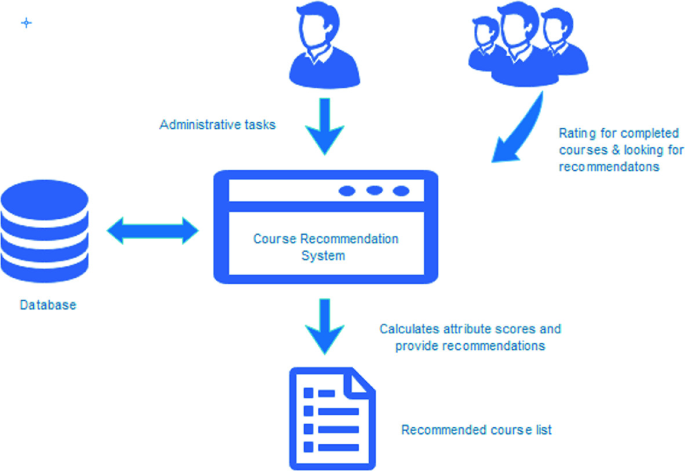 Administrative tasks
Rating for completed
courses & looking for
recommendatons
Course Recommendation
System
Database
Calculates attribute scores and
provide recommendations
Recommended course list